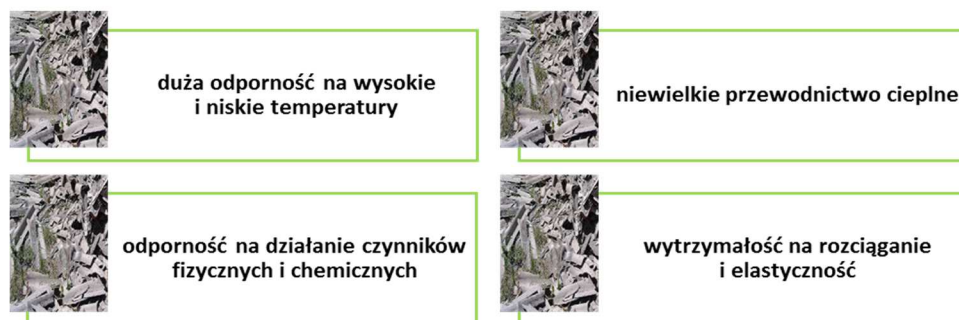 duża odporność na wysokie
i niskie temperatury
niewielkie przewodnictwo cieplne
odporność na działanie czynników
fizycznych i chemicznych
wytrzymałość na rozciąganie
i elastyczność